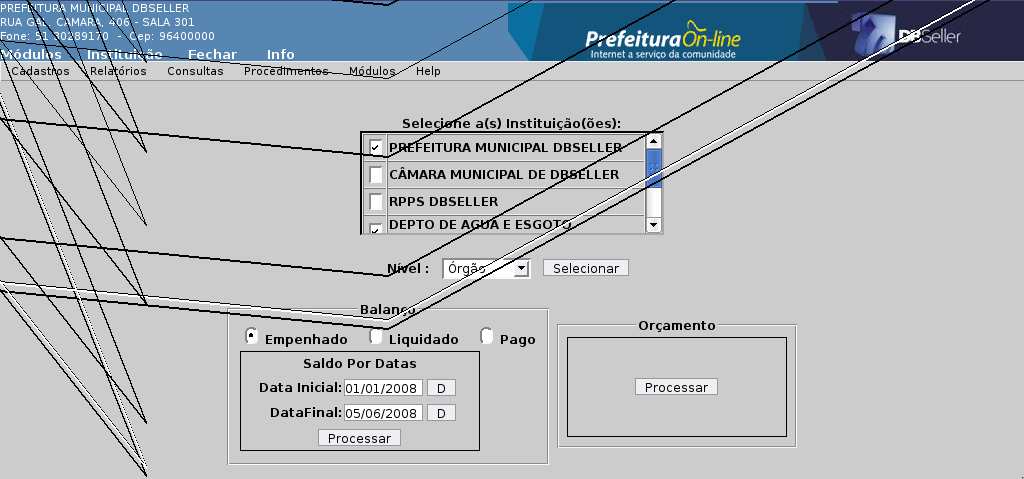 PREFEITURA MUNICIPAL DBSELLER
RUA GAL. CAMARA, 406 - SALA 301
Fone: 51 30289170 - Cep: 96400000
Módulos Instituição Fechar Info
Prefeitura On-line
Internet a serviço da comunidade
DBSeller
Cadastros Relatórios Consultas Procedimentos Módulos Help
Selecione a(s) Instituição(ões):
PREFEITURA MUNICIPAL DBSELLER
CÂMARA MUNICIPAL DE DBSELLER
RPPS DBSELLER
DEPTO DE AGUA E ESGOTO
Nível : Órgão Selecionar
Balanço
Empenhado Liquidado Pago
Saldo Por Datas
Data Inicial: 01/01/2008 D
DataFinal: 05/06/2008 D
Processar
Orçamento
Processar